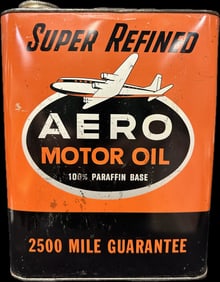 SUPER REFINED
AERO
MOTOR OIL
100% PARAFFIN BASE
2500 MILE GUARANTEE